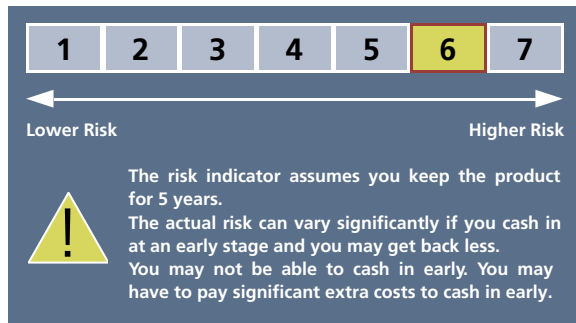 1 2 3 4 5 6 7
Lower Risk Higher Risk
The risk indicator assumes you keep the product
for 5 years.
The actual risk can vary significantly if you cash in
at an early stage and you may get back less.
You may not be able to cash in early. You may
have to pay significant extra costs to cash in early.
!